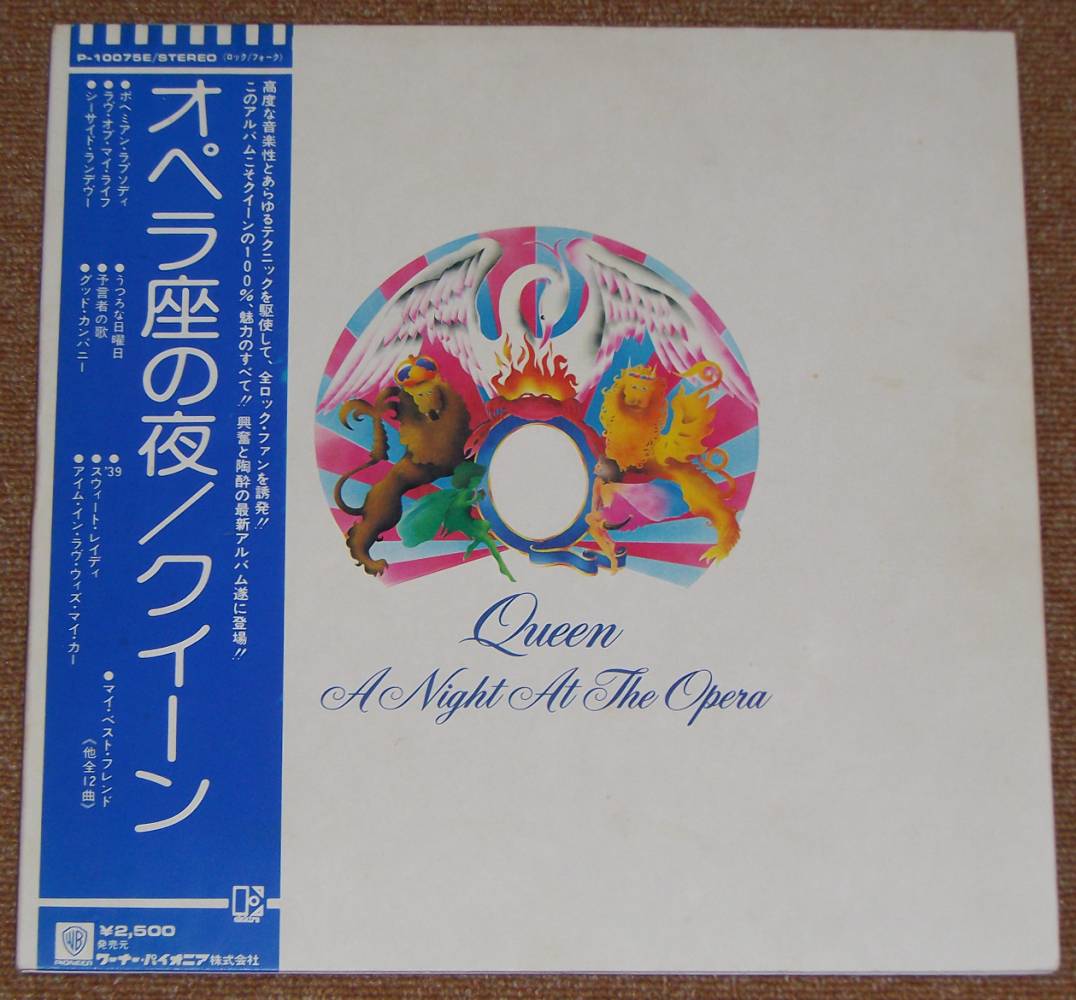 P-10075E/STEREO (ロック/フォーク)
高度な音楽性とあらゆるテクニックを駆使して、全ロック・ファンを誘発!!
このアルバムこそクイーンの100%、魅力のすべて!! 興奮と陶酔の最新アルバム遂に登場!!
オペラ座の夜/クイーン
●ボヘミアン・ラプソディ
●ラヴ・オブ・マイ・ライフ
●シーサイド・ランデヴー
●うつろな日曜日
●予言者の歌
●グッド・カンパニー
●'39
●スウィート・レイディ
●アイム・イン・ラヴ・ウィズ・マイ・カー
●マイ・ベスト・フレンド
《他全12曲》
Queen
A Night At The Opera
WB
PIONEER
¥2,500
発売元
ワーナー・パイオニア株式会社